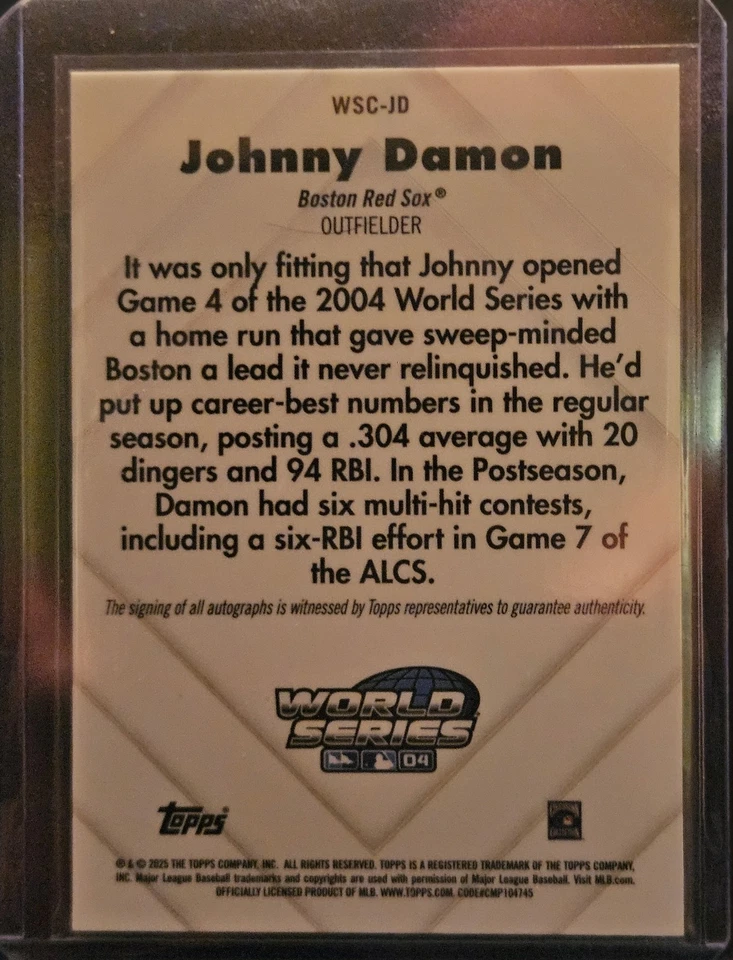 WSC-JD
Johnny Damon
Boston Red Sox®
OUTFIELDER
It was only fitting that Johnny opened
Game 4 of the 2004 World Series with
a home run that gave sweep-minded
Boston a lead it never relinquished. He'd
put up career-best numbers in the regular
season, posting a .304 average with 20
dingers and 94 RBI. In the Postseason,
Damon had six multi-hit contests,
including a six-RBI effort in Game 7 of
the ALCS.
The signing of all autographs is witnessed by Topps representatives to guarantee authenticity.
WORLD
SERIES
04
Topps®
® & © 2025 THE TOPPS COMPANY, INC. ALL RIGHTS RESERVED. TOPPS IS A REGISTERED TRADEMARK OF THE TOPPS COMPANY,
INC. Major League Baseball trademarks and copyrights are used with permission of Major League Baseball. Visit MLB.com.
OFFICIALLY LICENSED PRODUCT OF MLB. WWW.TOPPS.COM. CODE#CMP104745